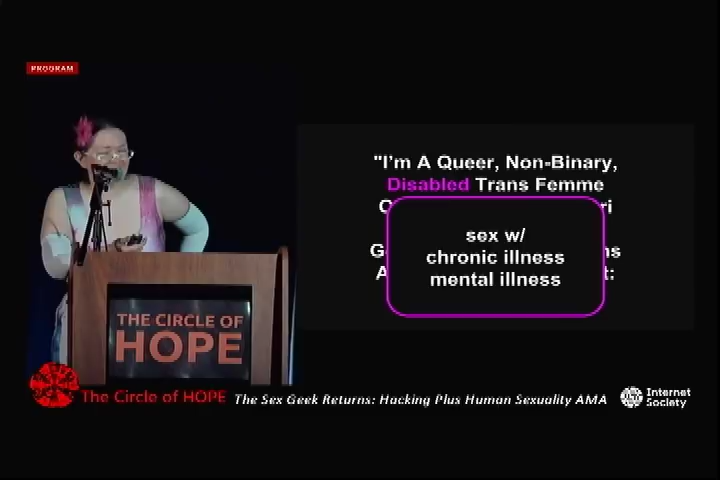 PROGRAM
"I'm A Queer, Non-Binary,
Disabled Trans Femme
sex w/
chronic illness
mental illness
THE CIRCLE OF
HOPE
The Circle of HOPE
The Sex Geek Returns: Hacking Plus Human Sexuality AMA
Internet
Society